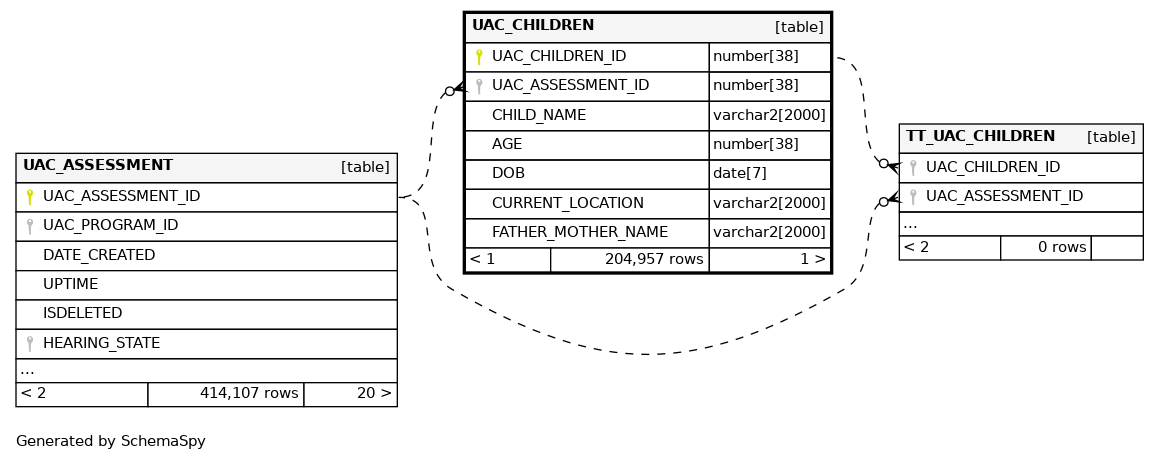 UAC_CHILDREN [table]
UAC_CHILDREN_ID number[38]
UAC_ASSESSMENT_ID number[38]
CHILD_NAME varchar2[2000]
AGE number[38]
DOB date[7]
CURRENT_LOCATION varchar2[2000]
FATHER_MOTHER_NAME varchar2[2000]
< 1 204,957 rows 1 >
TT_UAC_CHILDREN [table]
UAC_CHILDREN_ID
UAC_ASSESSMENT_ID
...
< 2 0 rows
UAC_ASSESSMENT [table]
UAC_ASSESSMENT_ID
UAC_PROGRAM_ID
DATE_CREATED
UPTIME
ISDELETED
HEARING_STATE
...
< 2 414,107 rows 20 >
Generated by SchemaSpy